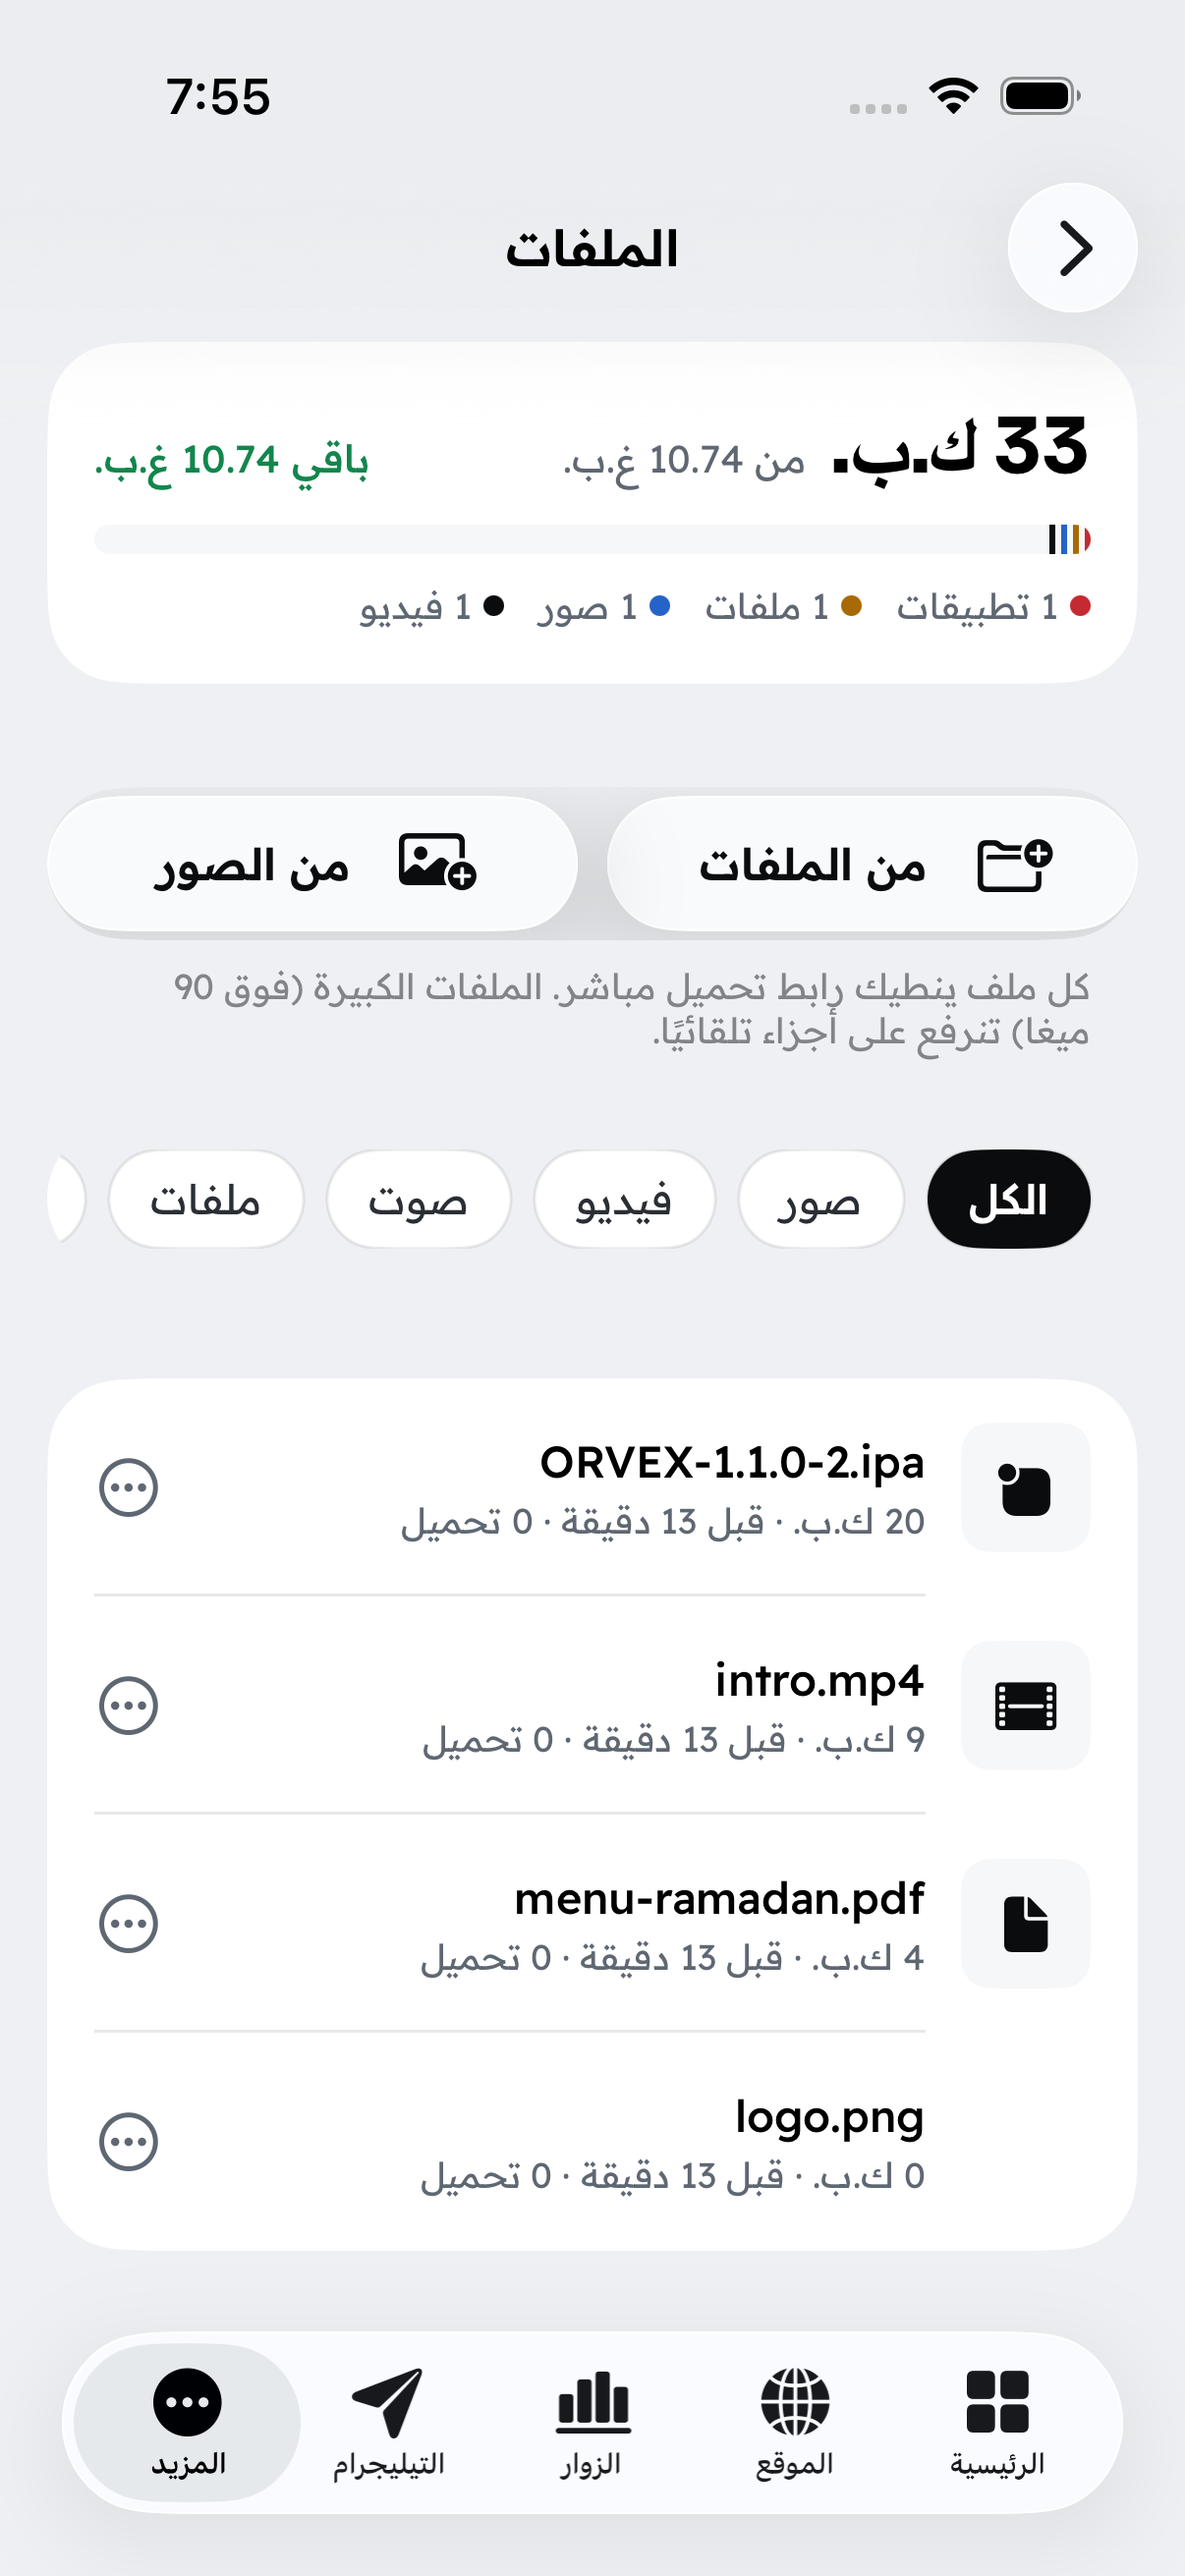 7:55
الملفات
33 ك.ب. من 10.74 غ.ب. باقي 10.74 غ.ب.
1 تطبيقات 1 ملفات 1 صور 1 فيديو
من الملفات من الصور
كل ملف ينطيك رابط تحميل مباشر. الملفات الكبيرة (فوق 90
ميغا) تنرفع على أجزاء تلقائيًا.
الكل صور فيديو صوت ملفات
ORVEX-1.1.0-2.ipa
20 ك.ب. · قبل 13 دقيقة · 0 تحميل
intro.mp4
9 ك.ب. · قبل 13 دقيقة · 0 تحميل
menu-ramadan.pdf
4 ك.ب. · قبل 13 دقيقة · 0 تحميل
logo.png
0 ك.ب. · قبل 13 دقيقة · 0 تحميل
الرئيسية الموقع الزوار التيليجرام المزيد